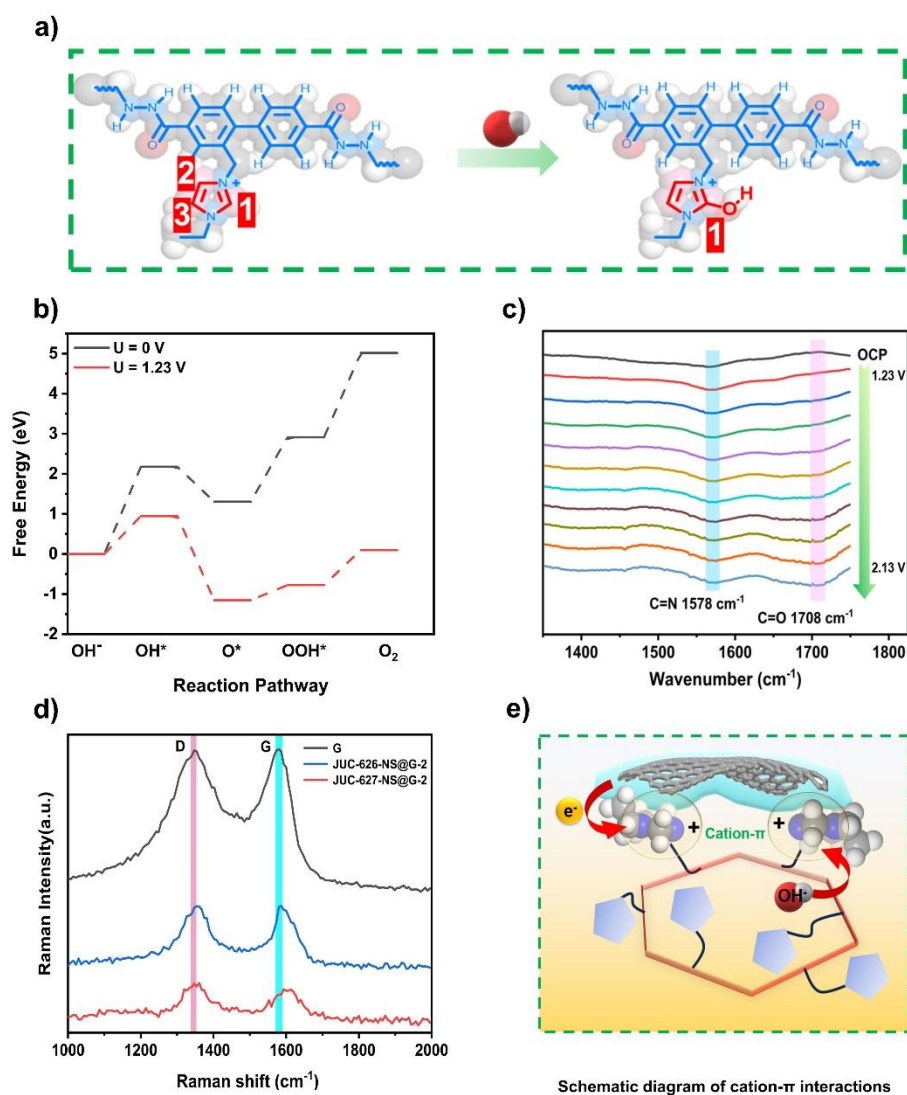 a)
H H H H
N-N H O
O H N-N H
H H H
N +
N
2
3
1
H H H H
N-N H O
O H N-N H
H H H
N +
N
O H
1
b)
U = 0 V
U = 1.23 V
Free Energy (eV)
5
4
3
2
1
0
-1
-2
OH⁻ OH* O* OOH* O₂
Reaction Pathway
c)
OCP
1.23 V
2.13 V
C=N 1578 cm⁻¹
C=O 1708 cm⁻¹
1400 1500 1600 1700 1800
Wavenumber (cm⁻¹)
d)
D G
G
JUC-626-NS@G-2
JUC-627-NS@G-2
Raman Intensity(a.u.)
1000 1200 1400 1600 1800 2000
Raman shift (cm⁻¹)
e)
e⁻
+ Cation-π +
OH⁻
Schematic diagram of cation-π interactions